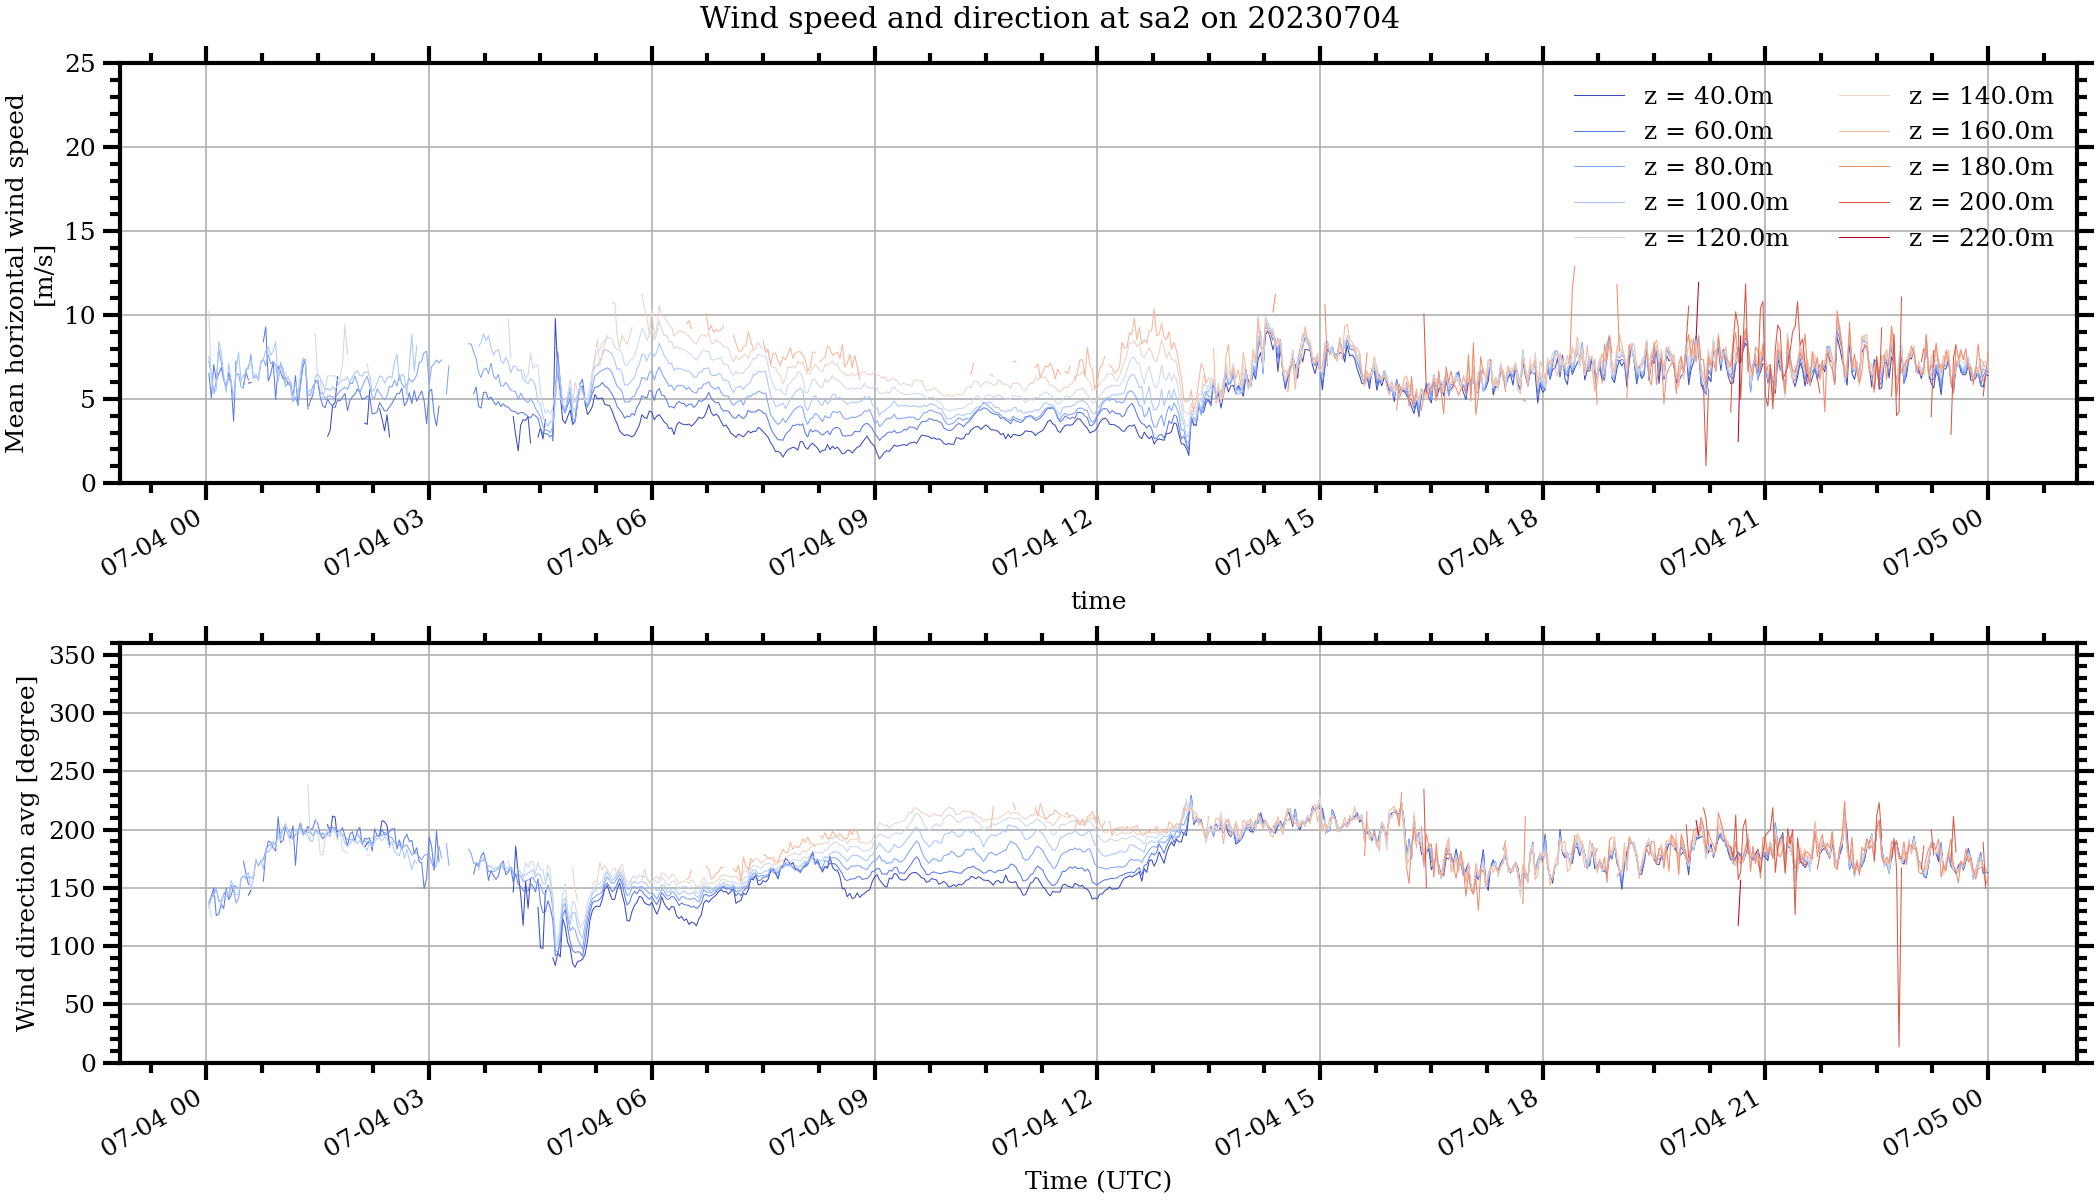 Wind speed and direction at sa2 on 20230704
Mean horizontal wind speed
[m/s]
25
20
15
10
5
0
z = 40.0m
z = 60.0m
z = 80.0m
z = 100.0m
z = 120.0m
z = 140.0m
z = 160.0m
z = 180.0m
z = 200.0m
z = 220.0m
07-04 00
07-04 03
07-04 06
07-04 09
07-04 12
07-04 15
07-04 18
07-04 21
07-05 00
time
Wind direction avg [degree]
350
300
250
200
150
100
50
0
07-04 00
07-04 03
07-04 06
07-04 09
07-04 12
07-04 15
07-04 18
07-04 21
07-05 00
Time (UTC)